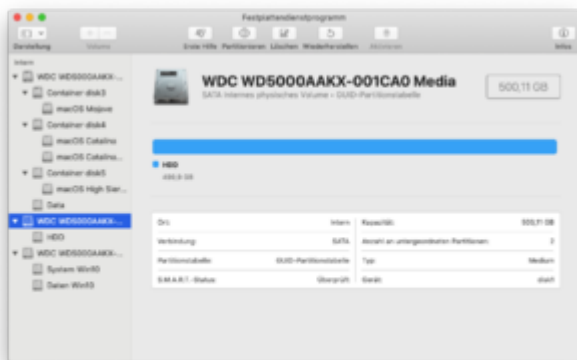 Festplattendienstprogramm
Darstellung Volume Erste Hilfe Partitionieren Löschen Wiederherstellen Aktivieren Infos
Intern
WDC WD5000AAKX-...
Container disk3
macOS Mojave
Container disk4
macOS Catalina
macOS Catalina...
Container disk5
macOS High Sier...
Data
WDC WD5000AAKX-...
HDD
WDC WD5000AAKX-...
System Win10
Daten Win10
WDC WD5000AAKX-001CA0 Media
SATA Internes physisches Volume • GUID-Partitionstabelle
500,11 GB
HDD
499,9 GB
Ort: Intern
Kapazität: 500,11 GB
Verbindung: SATA
Anzahl an untergeordneten Partitionen: 2
Partitionstabelle: GUID-Partitionstabelle
Typ: Medium
S.M.A.R.T.-Status: Überprüft
Gerät: disk1